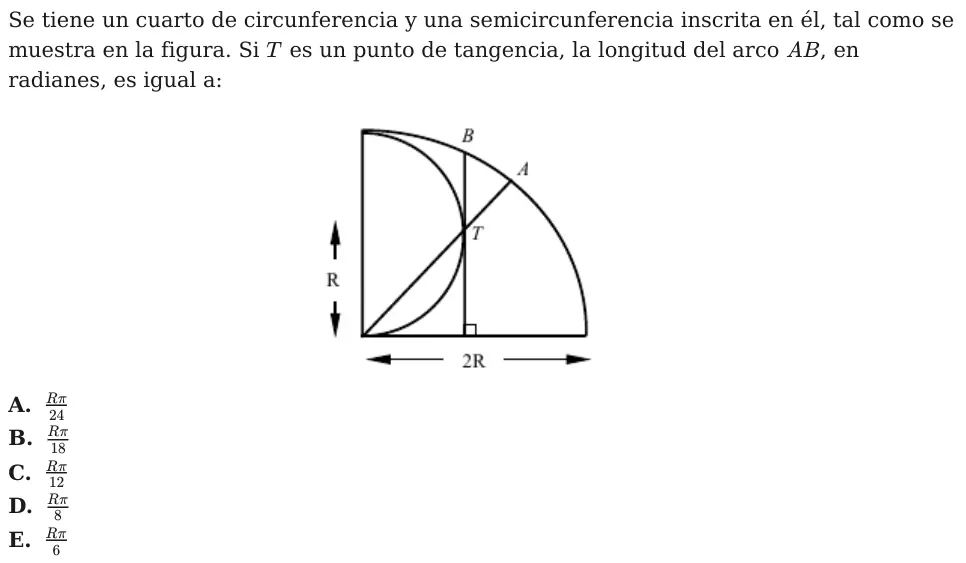 Se tiene un cuarto de circunferencia y una semicircunferencia inscrita en él, tal como se
muestra en la figura. Si T es un punto de tangencia, la longitud del arco AB, en
radianes, es igual a:
B
A
T
R
2R
A. Rπ/24
B. Rπ/18
C. Rπ/12
D. Rπ/8
E. Rπ/6